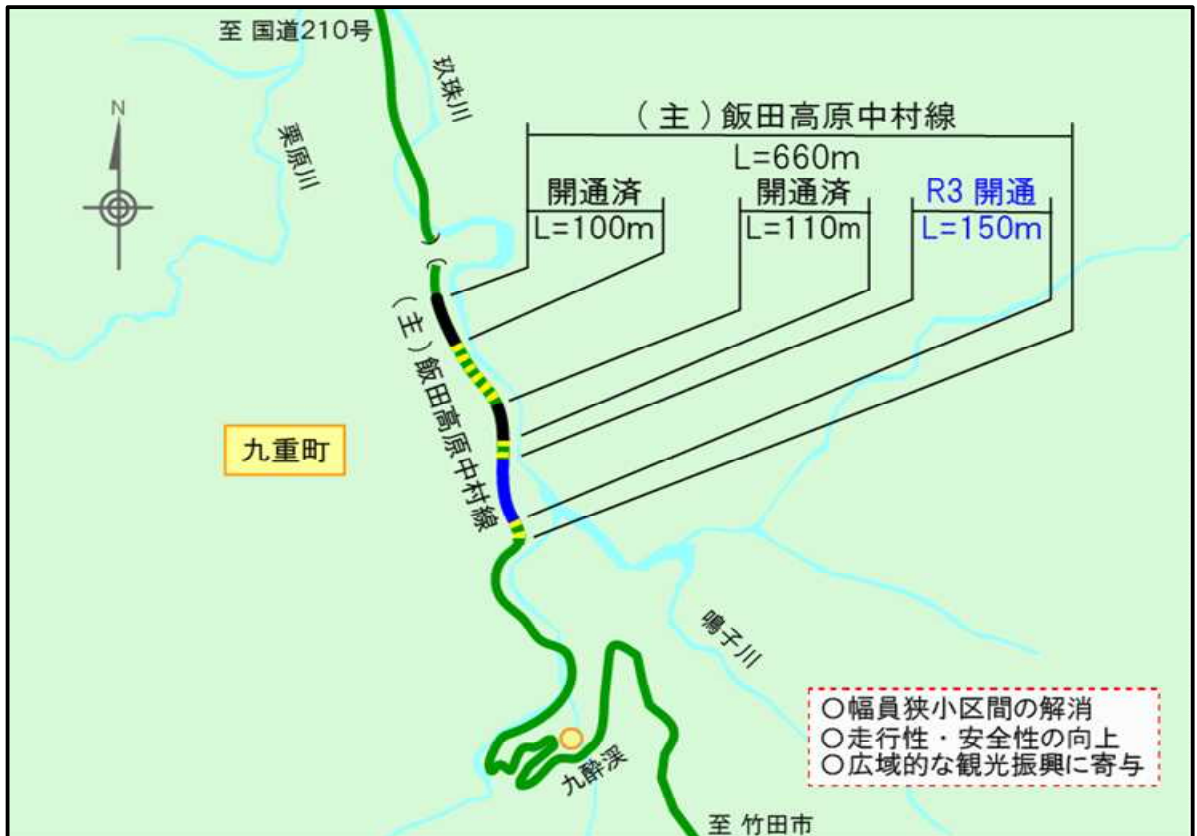 至 国道210号
玖珠川
N
栗原川
(主)飯田高原中村線
L=660m
開通済
L=100m
開通済
L=110m
R3 開通
L=150m
(主)飯田高原中村線
九重町
鳴子川
九酔渓
○幅員狭小区間の解消
○走行性・安全性の向上
○広域的な観光振興に寄与
至 竹田市